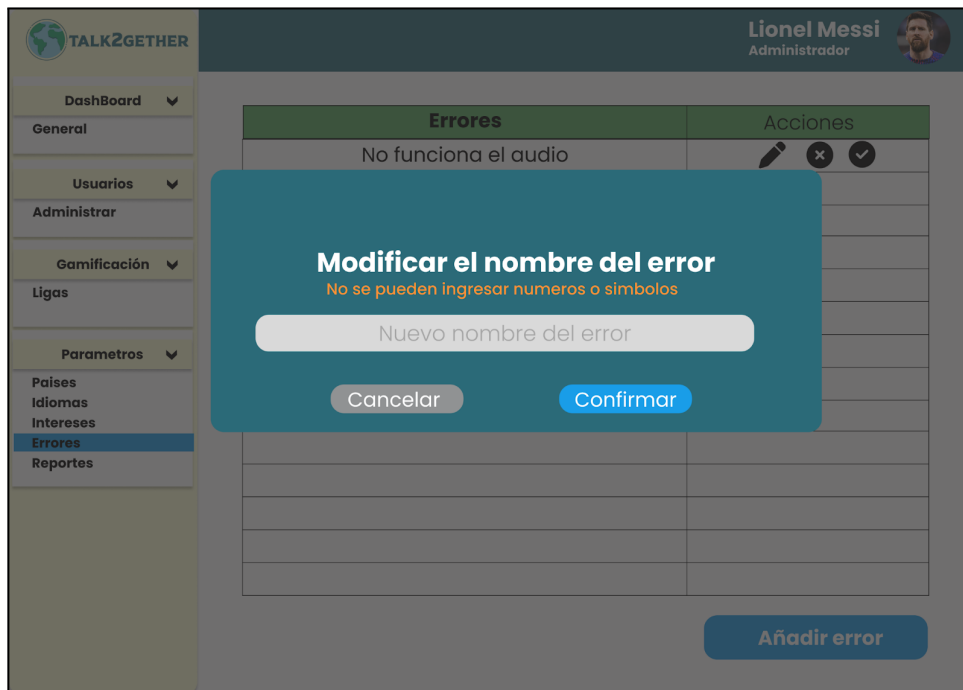 TALK2GETHER
Lionel Messi
Administrador
DashBoard
General
Usuarios
Administrar
Gamificación
Ligas
Parametros
Paises
Idiomas
Intereses
Errores
Reportes
Errores Acciones
No funciona el audio
Modificar el nombre del error
No se pueden ingresar numeros o simbolos
Nuevo nombre del error
Cancelar Confirmar
Añadir error